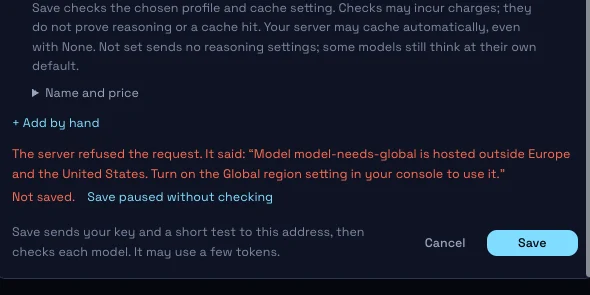 Save checks the chosen profile and cache setting. Checks may incur charges; they
do not prove reasoning or a cache hit. Your server may cache automatically, even
with None. Not set sends no reasoning settings; some models still think at their own
default.
▶ Name and price
+ Add by hand
The server refused the request. It said: “Model model-needs-global is hosted outside Europe
and the United States. Turn on the Global region setting in your console to use it.”
Not saved. Save paused without checking
Save sends your key and a short test to this address, then
checks each model. It may use a few tokens.
Cancel Save